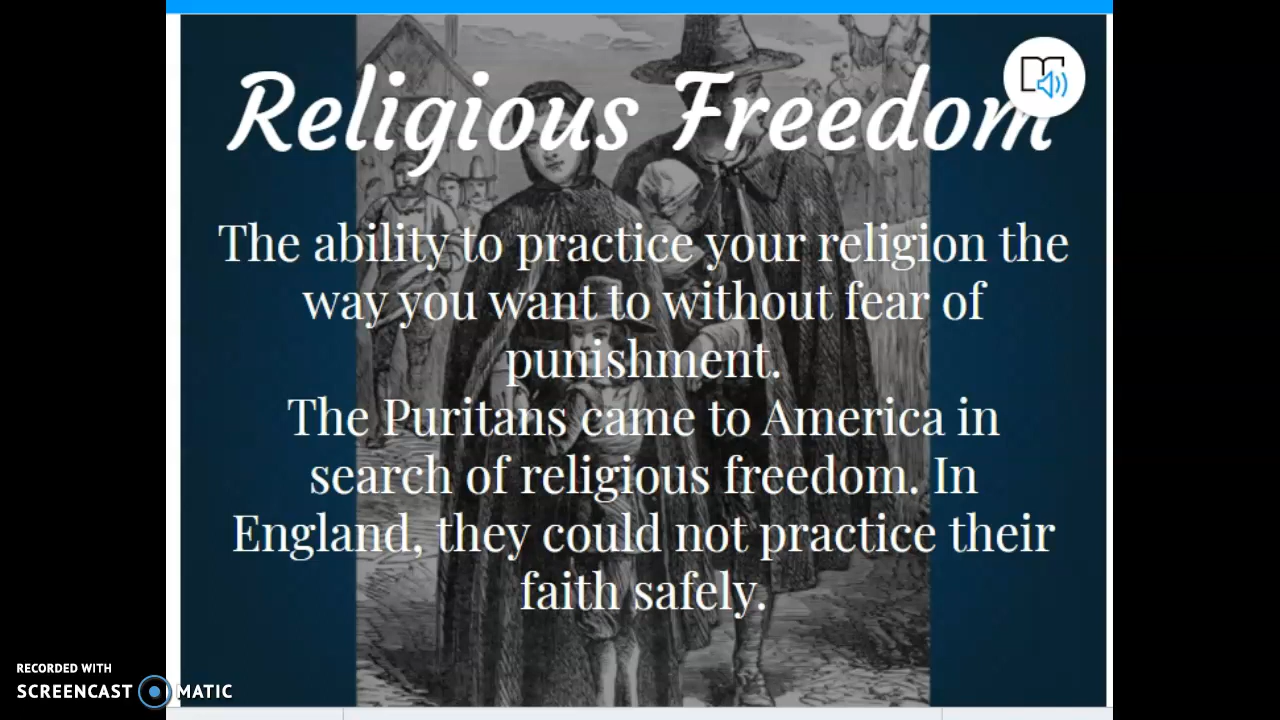 Religious Freedom
The ability to practice your religion the
way you want to without fear of
punishment.
The Puritans came to America in
search of religious freedom. In
England, they could not practice their
faith safely.
RECORDED WITH
SCREENCAST MATIC